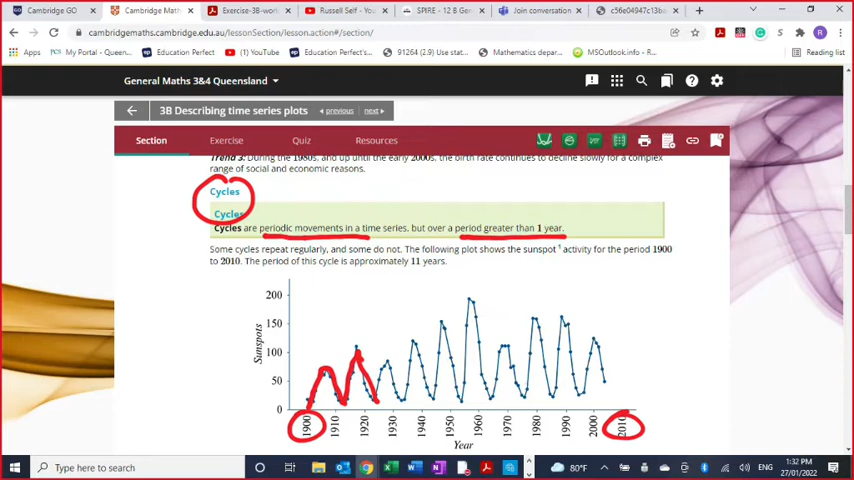 Cambridge GO
Cambridge Math
Exercise-3B-work
Russell Self - You
SPIRE - 12 B Gen
Join conversation
c56e04947c13ba
cambridgemaths.cambridge.edu.au/lessonSection/lesson.action#/section/
Apps
My Portal - Queen...
Education Perfect
(1) YouTube
Education Perfect's...
91264 (2.9) Use stat...
Mathematics depar...
MSOutlook.info - R...
Reading list
General Maths 3&4 Queensland
3B Describing time series plots
previous
next
Section
Exercise
Quiz
Resources
Trend 3: During the 1980s, and up until the early 2000s, the birth rate continues to decline slowly for a complex
range of social and economic reasons.
Cycles
Cycles
Cycles are periodic movements in a time series, but over a period greater than 1 year.
Some cycles repeat regularly, and some do not. The following plot shows the sunspot activity for the period 1900
to 2010. The period of this cycle is approximately 11 years.
Sunspots
200
150
100
50
0
1900
1910
1920
1930
1940
1950
1960
1970
1980
1990
2000
2010
Year
Type here to search
80°F
ENG
1:32 PM
27/01/2022